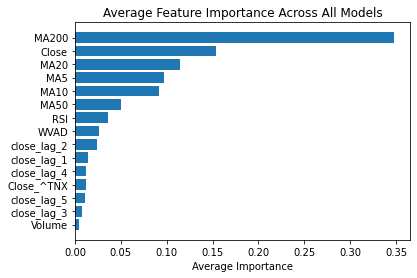 Average Feature Importance Across All Models
MA200
Close
MA20
MA5
MA10
MA50
RSI
WVAD
close_lag_2
close_lag_1
close_lag_4
Close_^TNX
close_lag_5
close_lag_3
Volume
0.00 0.05 0.10 0.15 0.20 0.25 0.30 0.35
Average Importance